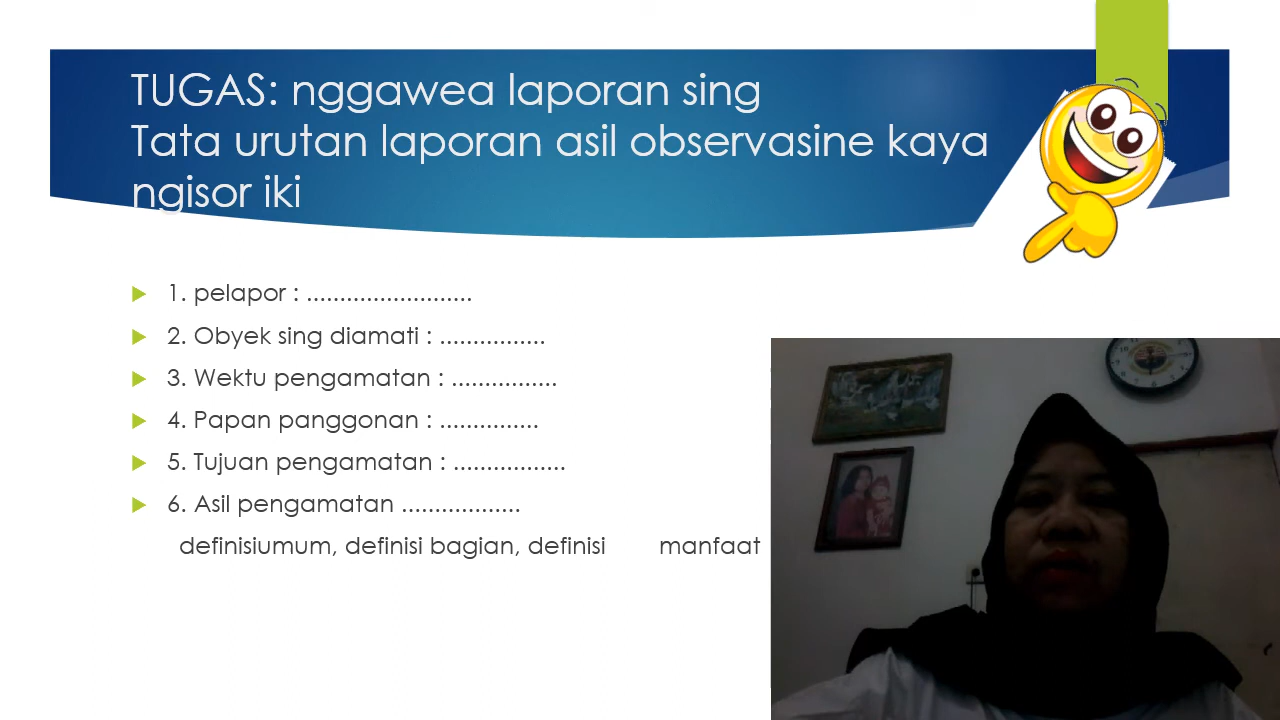 TUGAS: nggawea laporan sing
Tata urutan laporan asil observasine kaya
ngisor iki
1. pelapor : .........................
2. Obyek sing diamati : ................
3. Wektu pengamatan : ................
4. Papan panggonan : ...............
5. Tujuan pengamatan : .................
6. Asil pengamatan ..................
definisiumum, definisi bagian, definisi manfaat